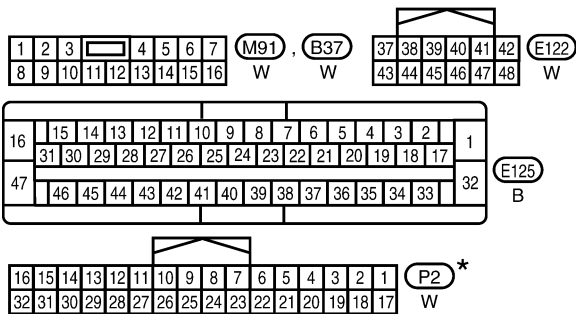 1 2 3 4 5 6 7 M91 , B37
8 9 10 11 12 13 14 15 16 W W
37 38 39 40 41 42 E122
43 44 45 46 47 48 W
16 15 14 13 12 11 10 9 8 7 6 5 4 3 2 1
31 30 29 28 27 26 25 24 23 22 21 20 19 18 17
47 46 45 44 43 42 41 40 39 38 37 36 35 34 33 32
E125
B
16 15 14 13 12 11 10 9 8 7 6 5 4 3 2 1 P2 *
32 31 30 29 28 27 26 25 24 23 22 21 20 19 18 17 W